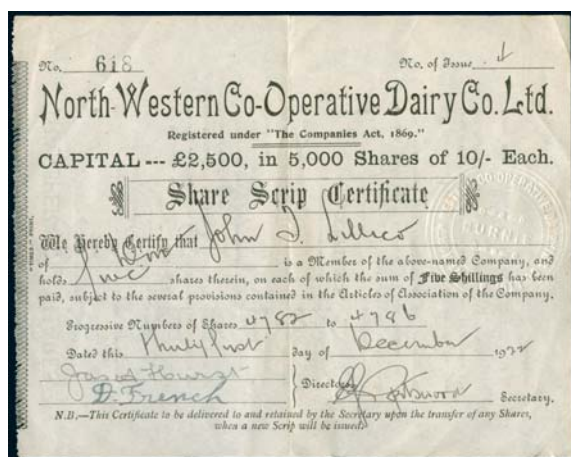 No. 618 No. of Issue
North-Western Co-Operative Dairy Co. Ltd.
Registered under "The Companies Act, 1869."
CAPITAL --- £2,500, in 5,000 Shares of 10/- Each.
Share Scrip Certificate
We Hereby Certify that John Lillico
of is a Member of the above-named Company, and
holds five shares therein, on each of which the sum of Five Shillings has been
paid, subject to the several provisions contained in the Articles of Association of the Company.
Progressive Numbers of Shares 4782 to 4786
Dated this thirty first day of December 1922
D. French Directors Secretary.
N.B.—This Certificate to be delivered to and retained by the Secretary upon the transfer of any Shares,
when a new Scrip will be issued.